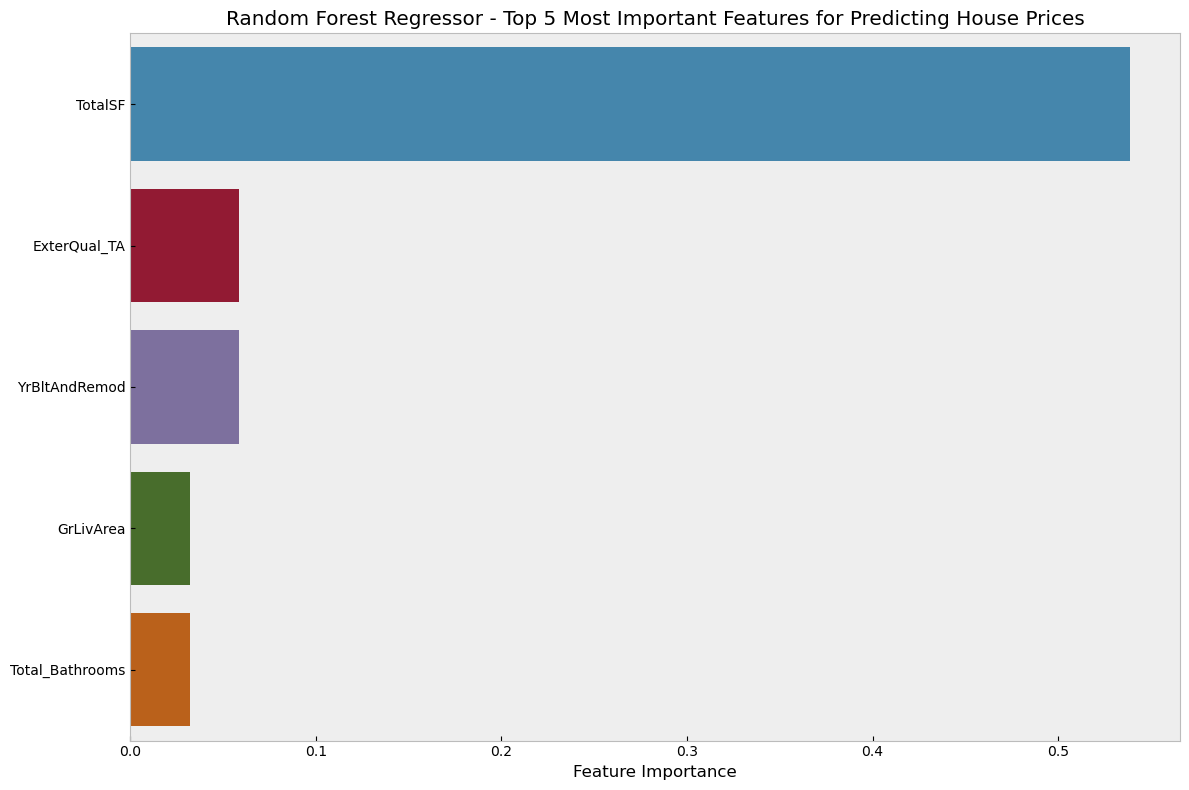 Random Forest Regressor - Top 5 Most Important Features for Predicting House Prices
TotalSF
ExterQual_TA
YrBltAndRemod
GrLivArea
Total_Bathrooms
0.0 0.1 0.2 0.3 0.4 0.5
Feature Importance